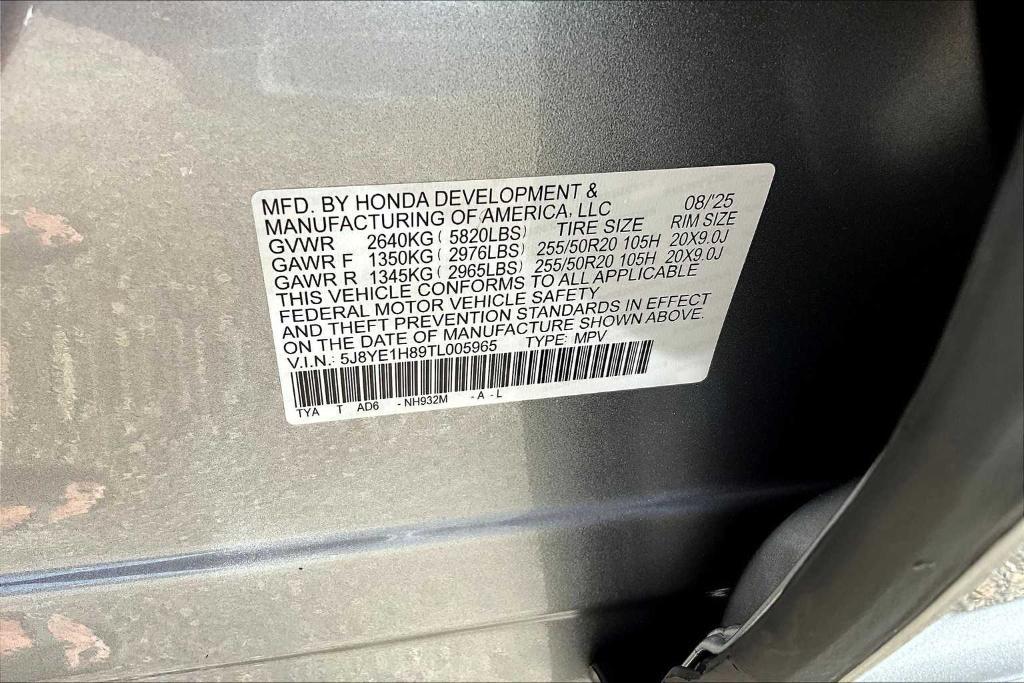 MFD. BY HONDA DEVELOPMENT & 08/'25
MANUFACTURING OF AMERICA, LLC
GVWR 2640KG ( 5820LBS) TIRE SIZE RIM SIZE
GAWR F 1350KG ( 2976LBS) 255/50R20 105H 20X9.0J
GAWR R 1345KG ( 2965LBS) 255/50R20 105H 20X9.0J
THIS VEHICLE CONFORMS TO ALL APPLICABLE
FEDERAL MOTOR VEHICLE SAFETY
AND THEFT PREVENTION STANDARDS IN EFFECT
ON THE DATE OF MANUFACTURE SHOWN ABOVE.
V.I.N.: 5J8YE1H89TL005965 TYPE: MPV
TYA T AD6 - NH932M - A - L